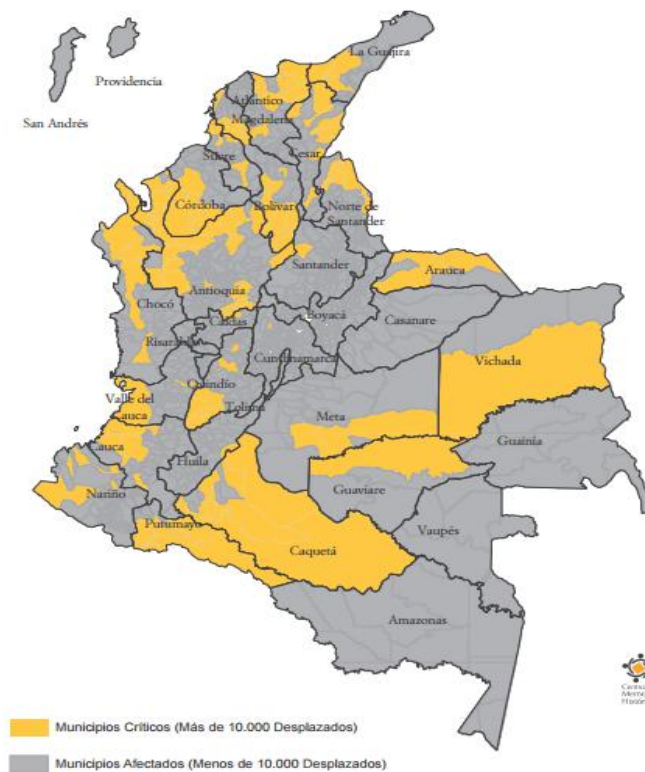 La Guajira
Providencia
San Andrés
Atlántico
Magdalena
Cesar
Sucre
Córdoba
Bolívar
Norte de
Santander
Santander
Arauca
Antioquia
Chocó
Boyacá
Caldas
Casanare
Risaralda
Cundinamarca
Vichada
Quindío
Valle del
Cauca
Tolima
Meta
Cauca
Guainía
Huila
Guaviare
Nariño
Vaupés
Putumayo
Caquetá
Amazonas
Municipios Críticos (Más de 10.000 Desplazados)
Municipios Afectados (Menos de 10.000 Desplazados)